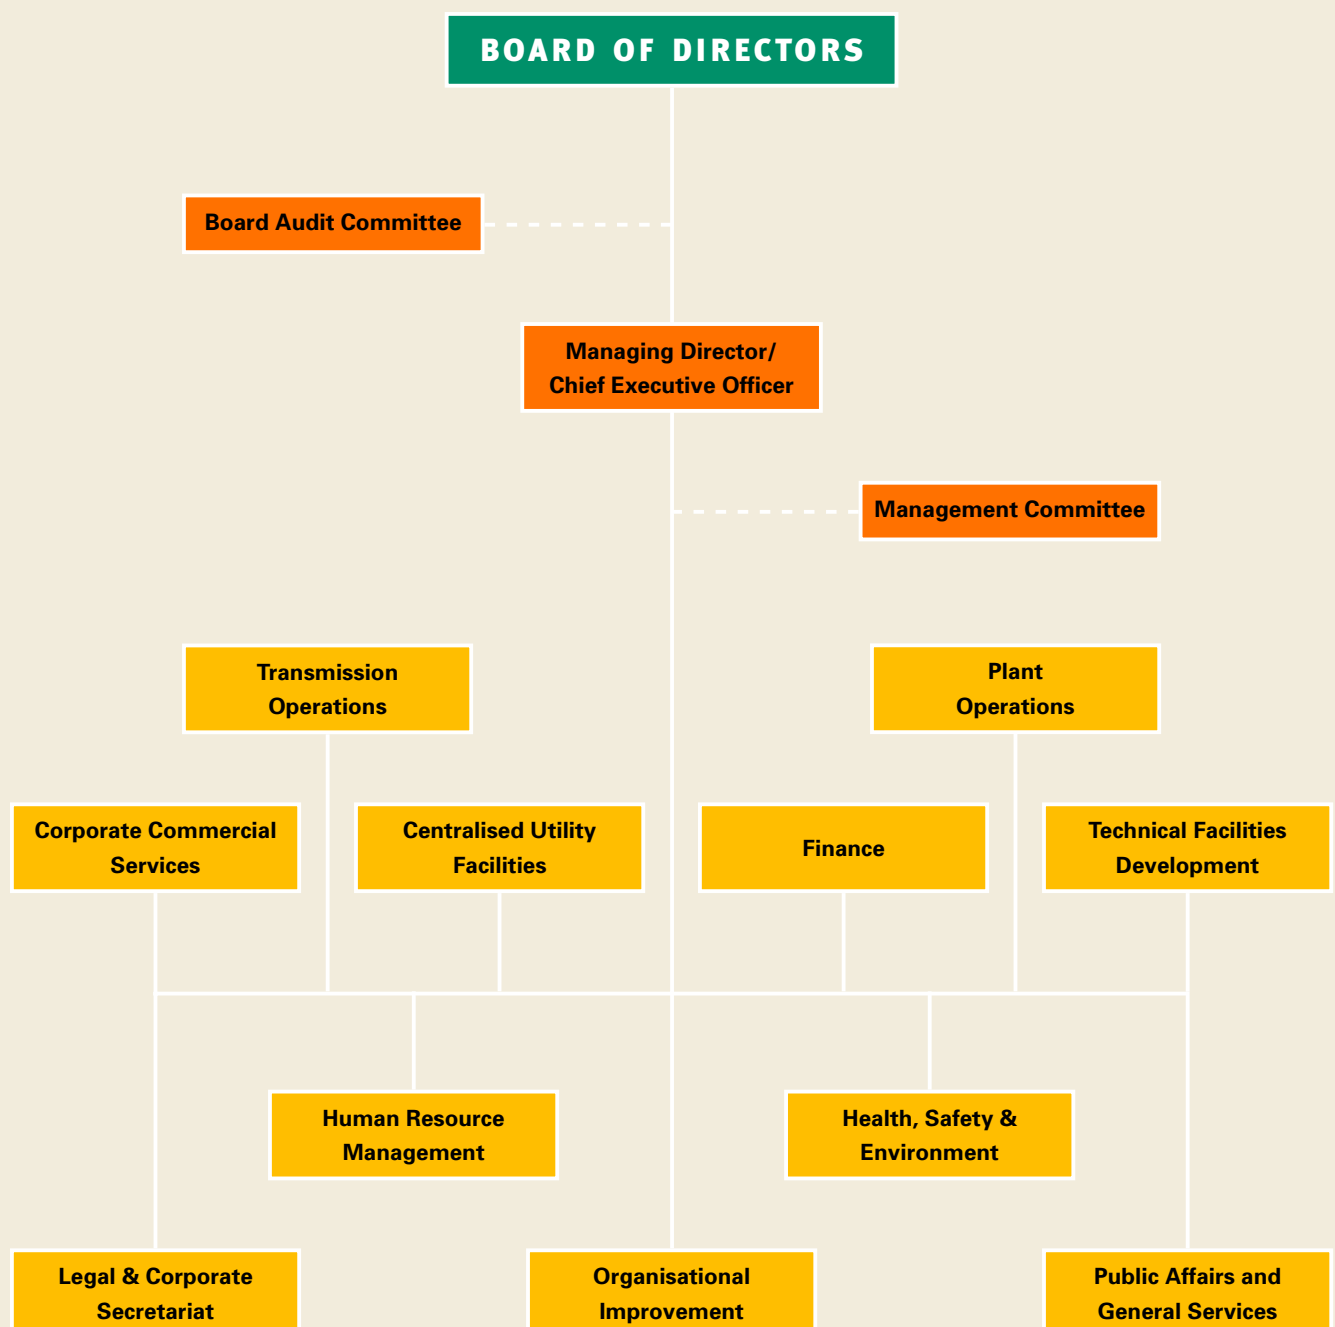 BOARD OF DIRECTORS
Board Audit Committee
Managing Director/
Chief Executive Officer
Management Committee
Transmission
Operations
Plant
Operations
Corporate Commercial
Services
Centralised Utility
Facilities
Finance
Technical Facilities
Development
Human Resource
Management
Health, Safety &
Environment
Legal & Corporate
Secretariat
Organisational
Improvement
Public Affairs and
General Services